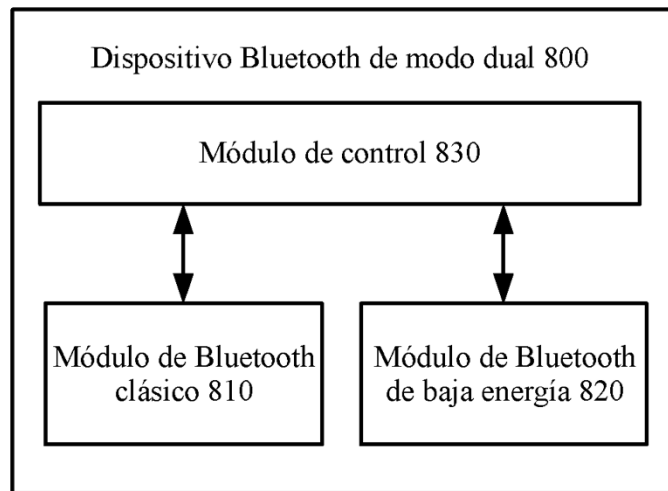 Dispositivo Bluetooth de modo dual 800
Módulo de control 830
Módulo de Bluetooth
clásico 810
Módulo de Bluetooth
de baja energía 820